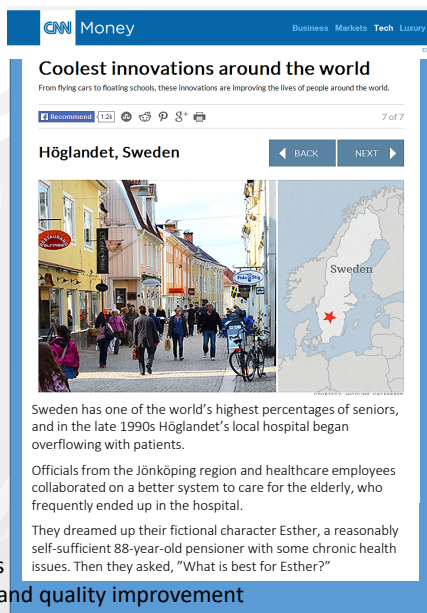 CNN Money
Business Markets Tech Luxury
Coolest innovations around the world
From flying cars to floating schools, these innovations are improving the lives of people around the world.
Recommend 1.2k
7 of 7
Höglandet, Sweden
BACK NEXT
Sweden
Sweden has one of the world's highest percentages of seniors,
and in the late 1990s Höglandet's local hospital began
overflowing with patients.
Officials from the Jönköping region and healthcare employees
collaborated on a better system to care for the elderly, who
frequently ended up in the hospital.
They dreamed up their fictional character Esther, a reasonably
self-sufficient 88-year-old pensioner with some chronic health
issues. Then they asked, ”What is best for Esther?”
s
and quality improvement